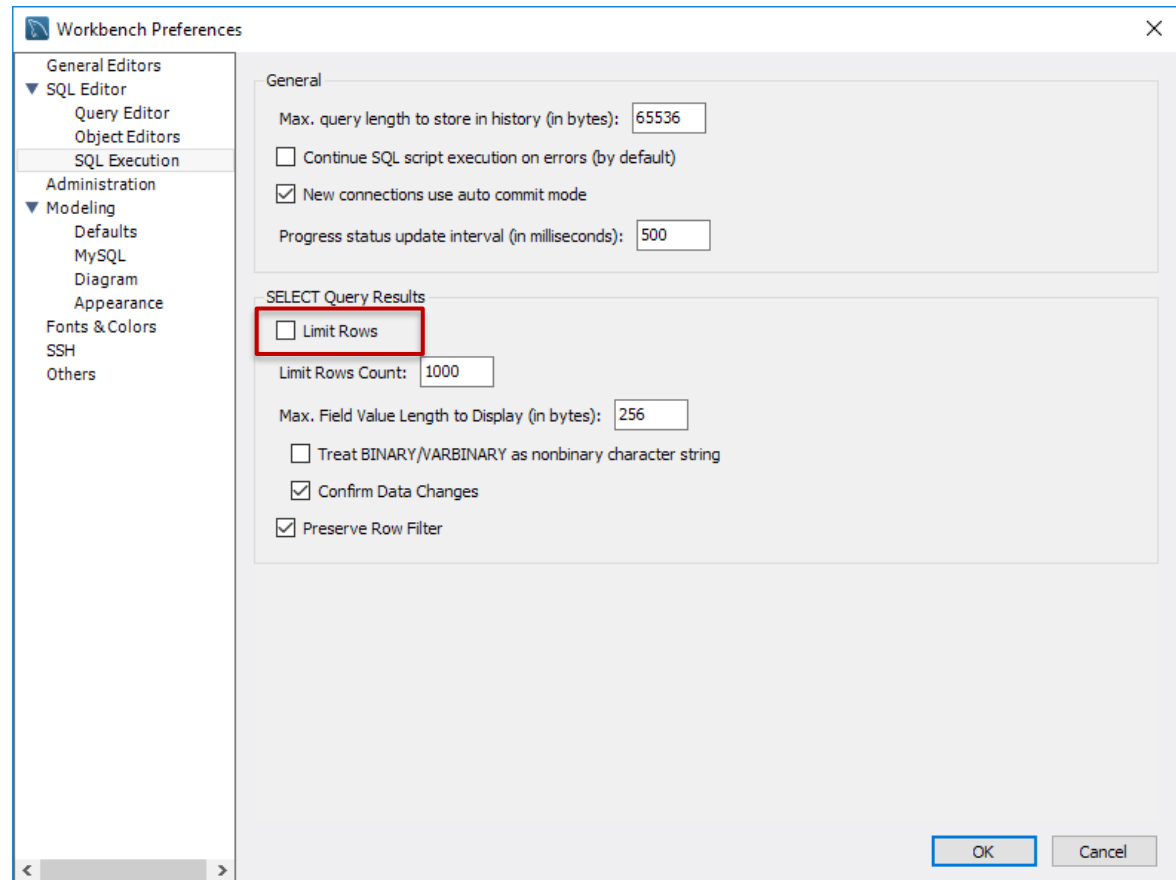 Workbench Preferences
General Editors
SQL Editor
Query Editor
Object Editors
SQL Execution
Administration
Modeling
Defaults
MySQL
Diagram
Appearance
Fonts & Colors
SSH
Others
General
Max. query length to store in history (in bytes): 65536
Continue SQL script execution on errors (by default)
New connections use auto commit mode
Progress status update interval (in milliseconds): 500
SELECT Query Results
Limit Rows
Limit Rows Count: 1000
Max. Field Value Length to Display (in bytes): 256
Treat BINARY/VARBINARY as nonbinary character string
Confirm Data Changes
Preserve Row Filter
OK Cancel